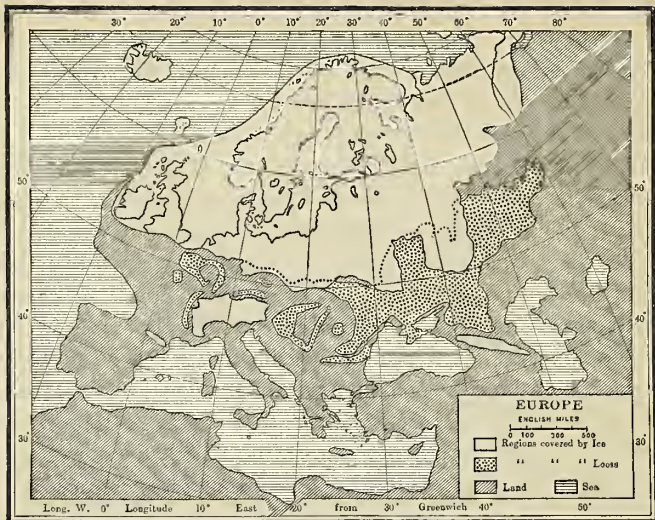 30° 20° 10° 0° 10° 20° 30° 40° 50° 60° 70° 80°
50° 50°
40° 40°
0
EUROPE
ENGLISH MILES
0 100 300 500
30° Regions covered by Ice 30°
" " " Loess
Land Sea
Long. W. 0° Longitude 10° East 20° from 30° Greenwich 40° 50°